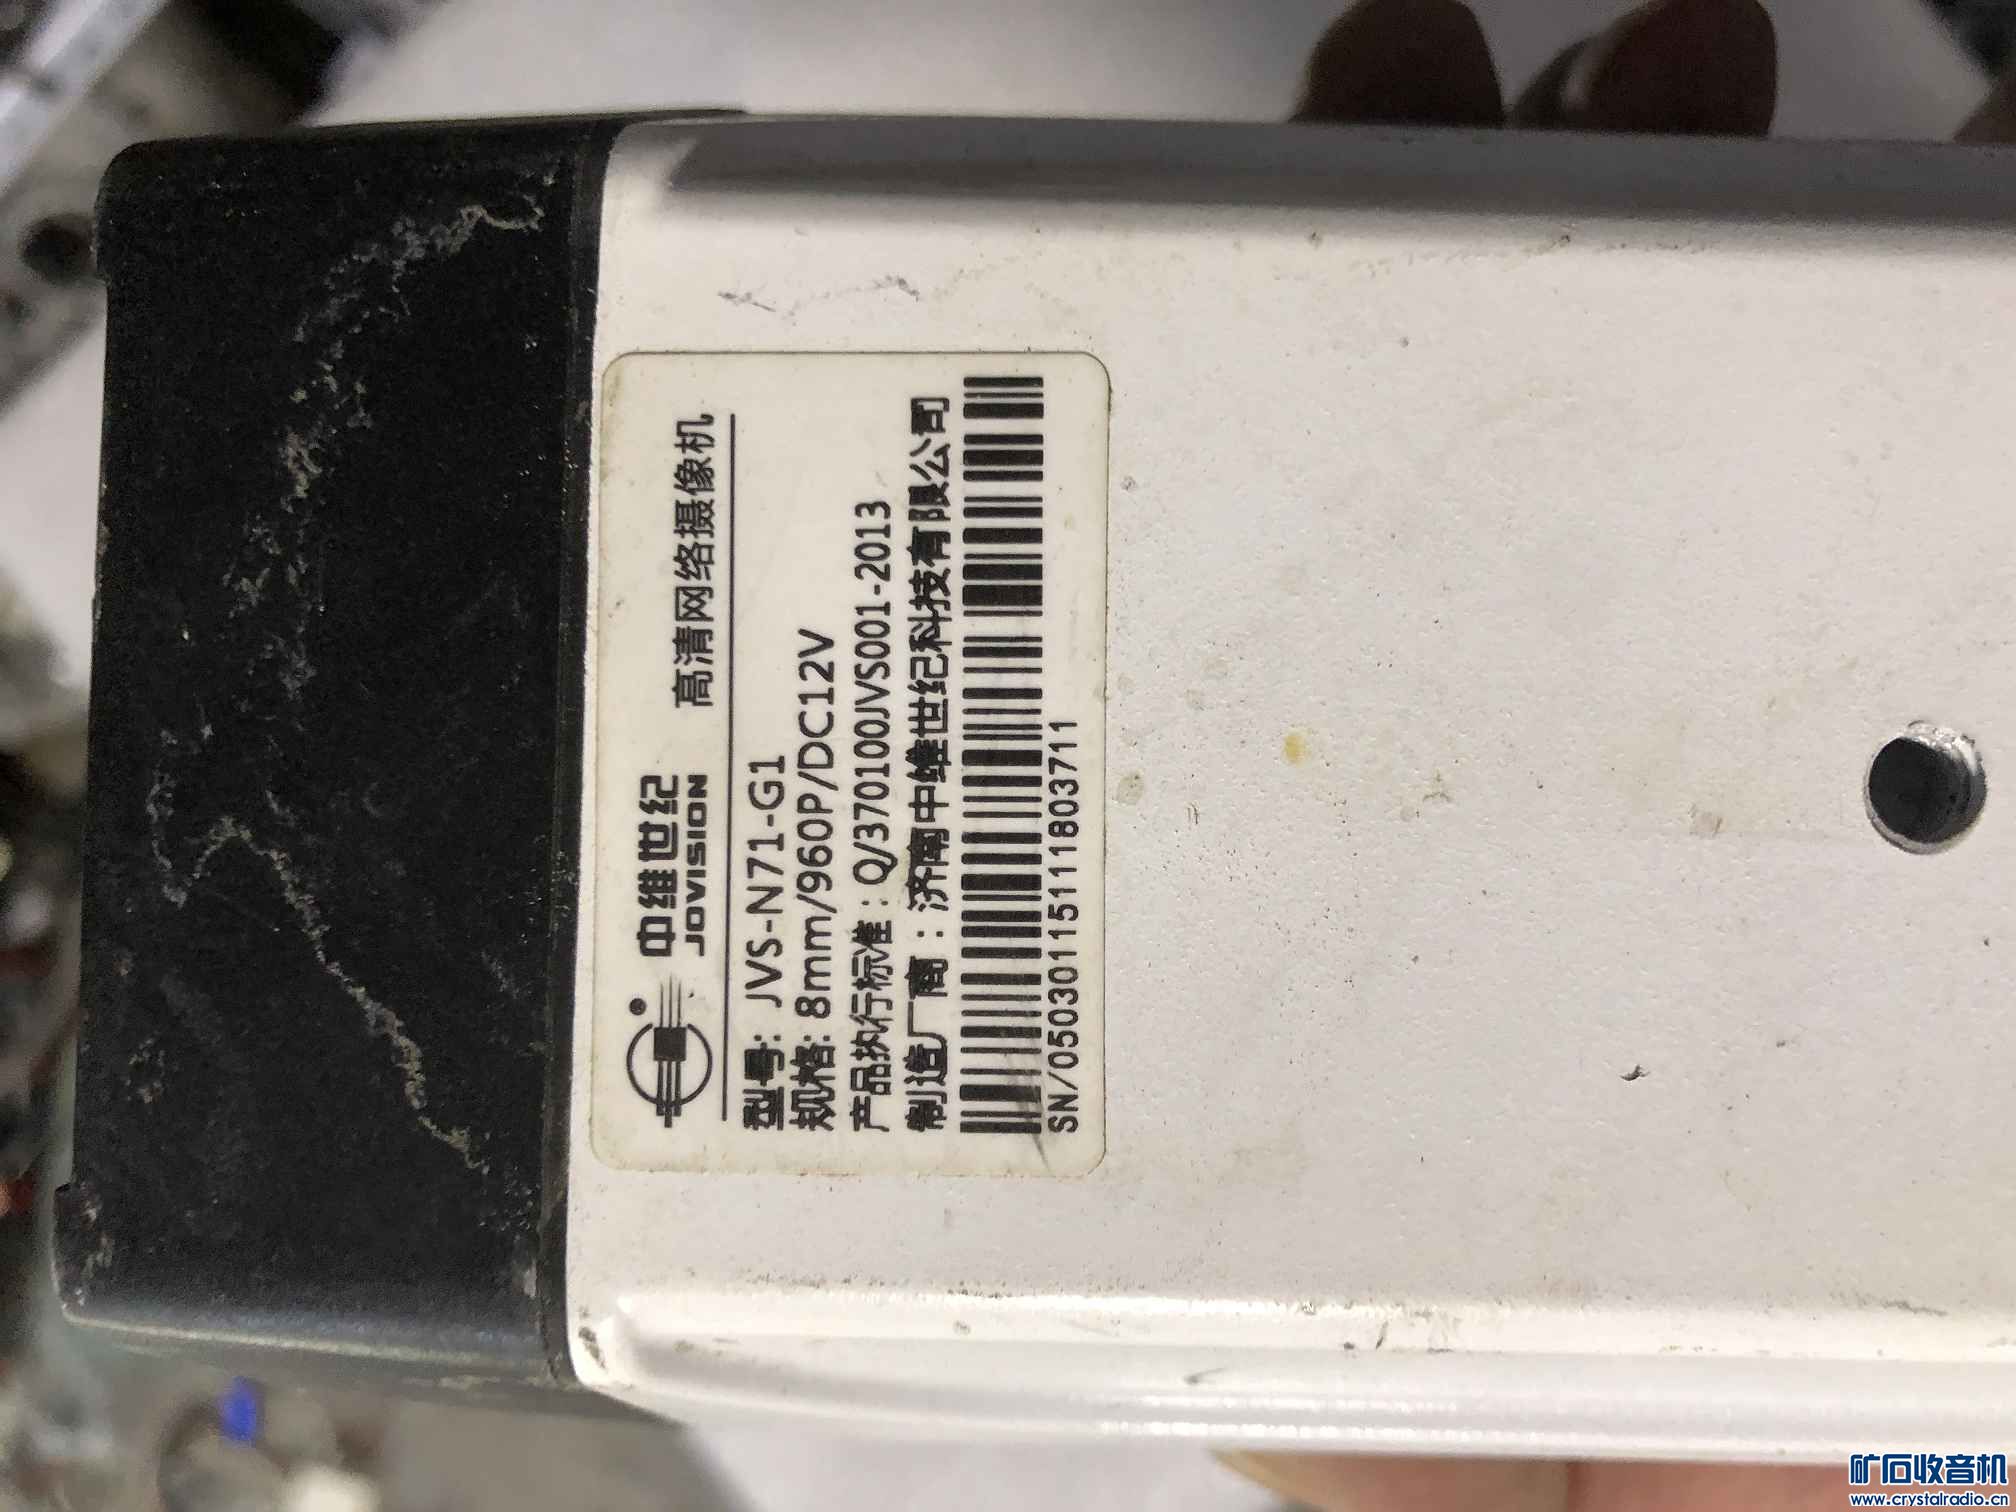 中维世纪
JOVISION
®
高清网络摄像机
型号: JVS-N71-G1
规格: 8mm/960P/DC12V
产品执行标准: Q/370100JVS001-2013
制造厂商: 济南中维世纪科技有限公司
SN/050301151118037​11
矿石收音机
www.crystalradio.cn